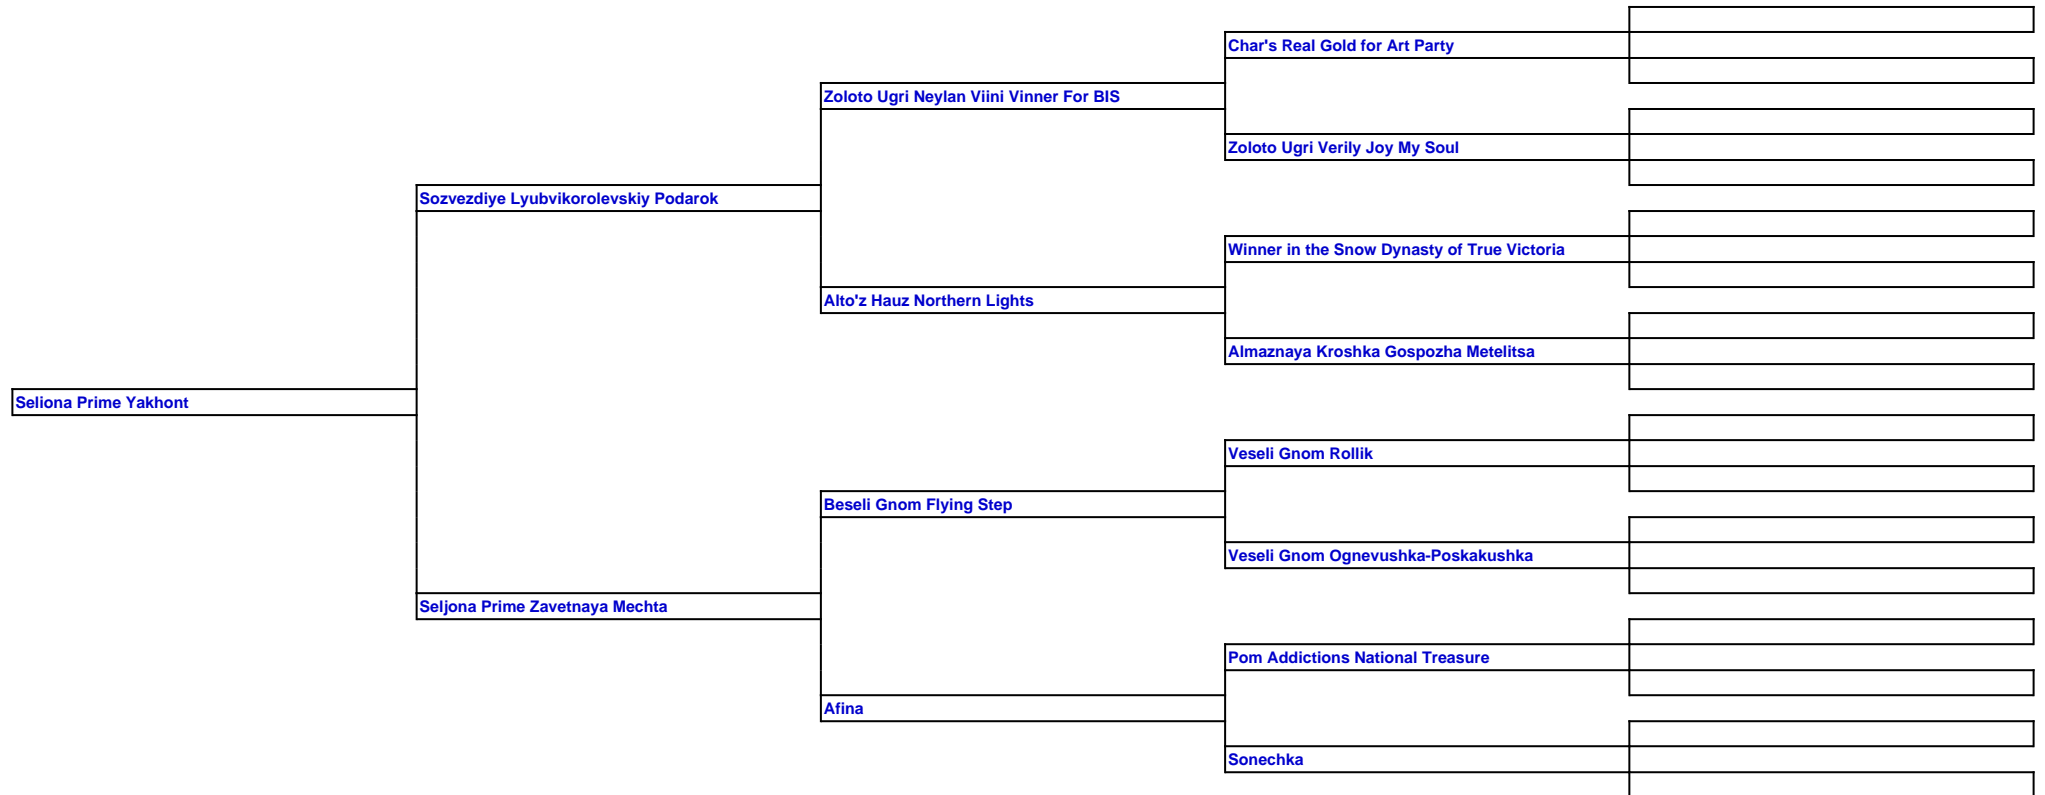 Char's Real Gold for Art Party
Zoloto Ugri Neylan Viini Vinner For BIS
Zoloto Ugri Verily Joy My Soul
Sozvezdiye Lyubvikorolevskiy Podarok
Winner in the Snow Dynasty of True Victoria
Alto'z Hauz Northern Lights
Almaznaya Kroshka Gospozha Metelitsa
Seliona Prime Yakhont
Veseli Gnom Rollik
Beseli Gnom Flying Step
Veseli Gnom Ognevushka-Poskakushka
Seljona Prime Zavetnaya Mechta
Pom Addictions National Treasure
Afina
Sonechka